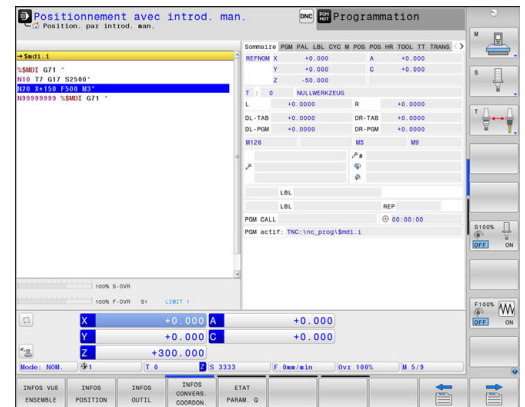 Positionnement avec introd. man.
Position. par introd. man.
DNC
Programmation
→$mdi.i
%$MDI G71 *
N10 T7 G17 S2500*
N20 X+150 F500 M3*
N99999999 %$MDI G71 *
100% S-OVR
100% F-OVR S1 LIMIT 1
Sommaire PGM PAL LBL CYC M POS POS HR TOOL TT TRANS
REFNOM X +0.000 A +0.000
Y +0.000 C +0.000
Z -50.000
T : 0 NULLWERKZEUG
L +0.0000 R +0.0000
DL-TAB +0.0000 DR-TAB +0.0000
DL-PGM +0.0000 DR-PGM +0.0000
M126 M5 M9
P#
LBL
LBL REP
PGM CALL 00:00:00
PGM actif: TNC:\nc_prog\$mdi.i
X +0.000 A +0.000
Y +0.000 C +0.000
Z +300.000
Mode: NOM. 1 T 0 Z S 3333 F 0mm/min Ovr 100% M 5/9
INFOS VUE ENSEMBLE
INFOS POSITION
INFOS OUTIL
INFOS CONVERS. COORDON.
ETAT PARAM. Q
M
S
T
S100%
OFF ON
F100%
OFF ON